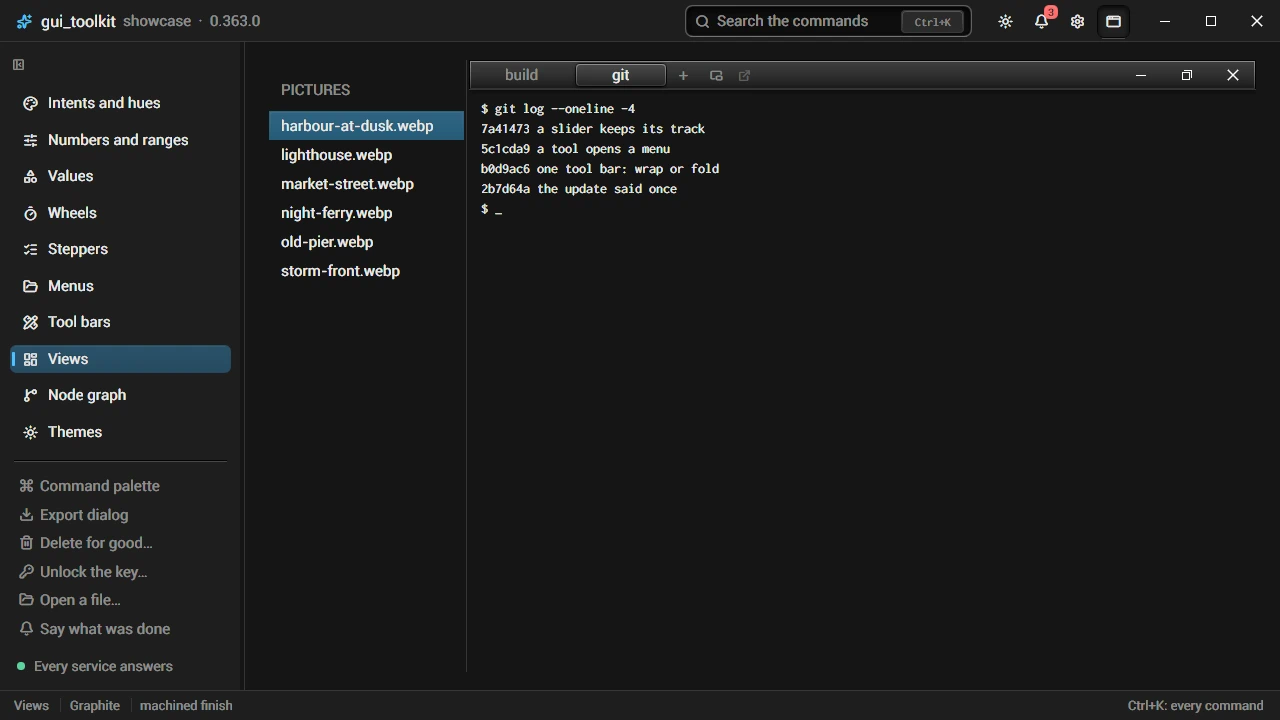 gui_toolkit showcase · 0.363.0
Search the commands Ctrl+K
3
Intents and hues
Numbers and ranges
Values
Wheels
Steppers
Menus
Tool bars
Views
Node graph
Themes
Command palette
Export dialog
Delete for good...
Unlock the key...
Open a file...
Say what was done
Every service answers
PICTURES
harbour-at-dusk.webp
lighthouse.webp
market-street.webp
night-ferry.webp
old-pier.webp
storm-front.webp
build git
$ git log --oneline -4
7a41473 a slider keeps its track
5c1cda9 a tool opens a menu
b0d9ac6 one tool bar: wrap or fold
2b7d64a the update said once
$ _
Views Graphite machined finish
Ctrl+K: every command